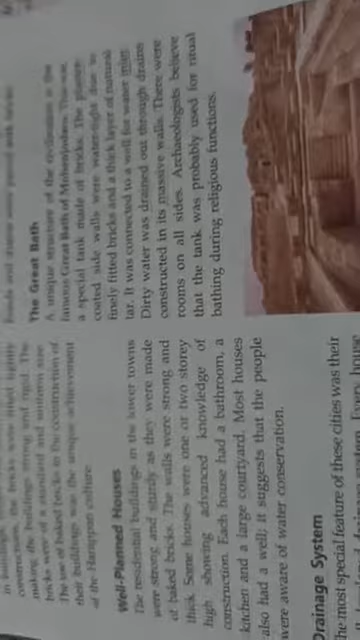 making the buildings strong and rigid. The
bricks were of a standard and uniform size.
The use of baked bricks in the construction of
their buildings is the unique achievement
of the Harappan culture.
Well-Planned Houses
The residential buildings in the lower towns
were strong and sturdy as they were made
of baked bricks. The walls were strong and
thick. Some houses were one or two storey
high showing advanced knowledge of
construction. Each house had a bathroom, a
kitchen and a large courtyard. Most houses
also had a well; it suggests that the people
were aware of water conservation.
Drainage System
The most special feature of these cities was their
The Great Bath
A unique structure of the civilisation is the
famous Great Bath of Mohenjodaro. This was
a special tank made of bricks. The plaster-
coated side walls were water-tight due to
finely fitted bricks and a thick layer of natural
tar. It was connected to a well for water
Dirty water was drained out through drains
constructed in its massive walls. There were
rooms on all sides. Archaeologists believe
that the tank was probably used for ritual
bathing during religious functions.